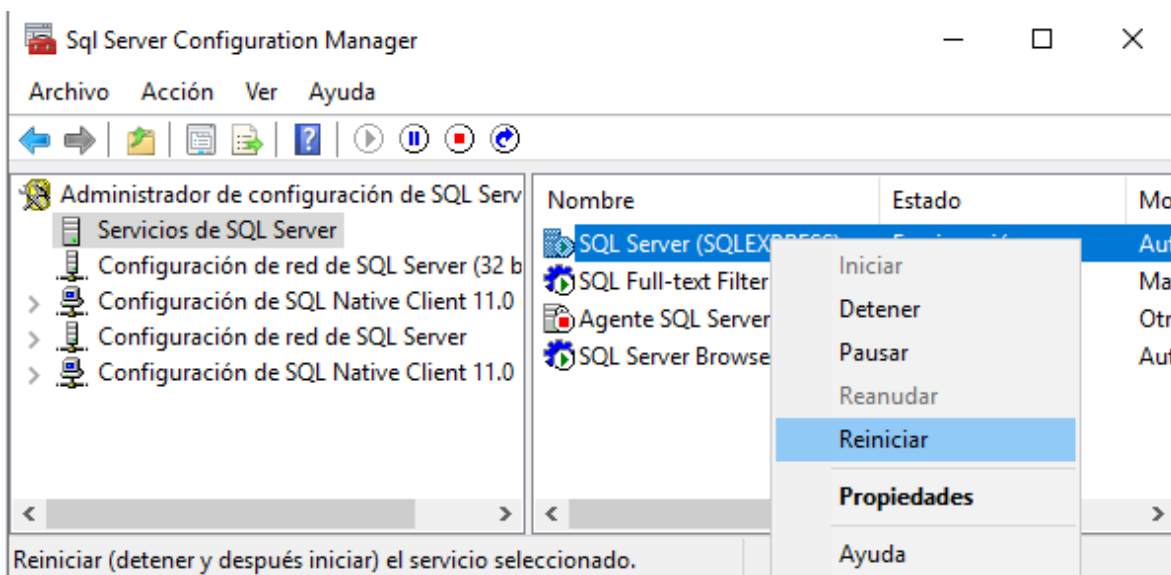 Sql Server Configuration Manager
Archivo Acción Ver Ayuda
Administrador de configuración de SQL Serv
Servicios de SQL Server
Configuración de red de SQL Server (32 b
Configuración de SQL Native Client 11.0
Configuración de red de SQL Server
Configuración de SQL Native Client 11.0
Nombre Estado Mo
SQL Server (SQLEXPRESS) Aut
SQL Full-text Filter Ma
Agente SQL Server Otr
SQL Server Browse Aut
Iniciar
Detener
Pausar
Reanudar
Reiniciar
Propiedades
Ayuda
Reiniciar (detener y después iniciar) el servicio seleccionado.